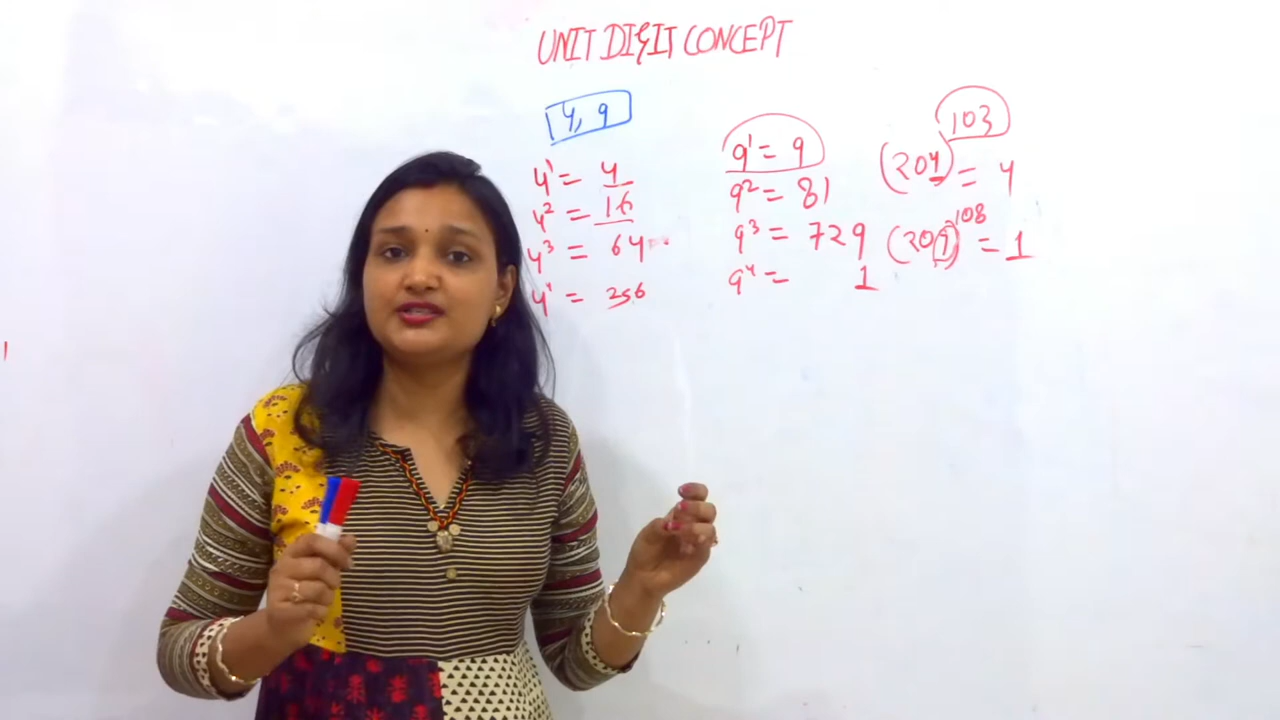 UNIT DIGIT CONCEPT
4, 9
4¹ = 4
4² = 16
4³ = 64
4⁴ = 256
9¹ = 9
9² = 81
9³ = 729
9⁴ = 1
(204)¹⁰³ = 4
(209)¹⁰⁸ = 1